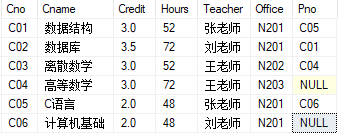 Cno Cname Credit Hours Teacher Office Pno
C01 数据结构 3.0 52 张老师 N201 C05
C02 数据库 3.5 72 刘老师 N201 C01
C03 离散数学 3.0 52 王老师 N202 C04
C04 高等数学 3.0 72 王老师 N203 NULL
C05 C语言 2.0 48 张老师 N201 C06
C06 计算机基础 2.0 48 刘老师 N201 NULL